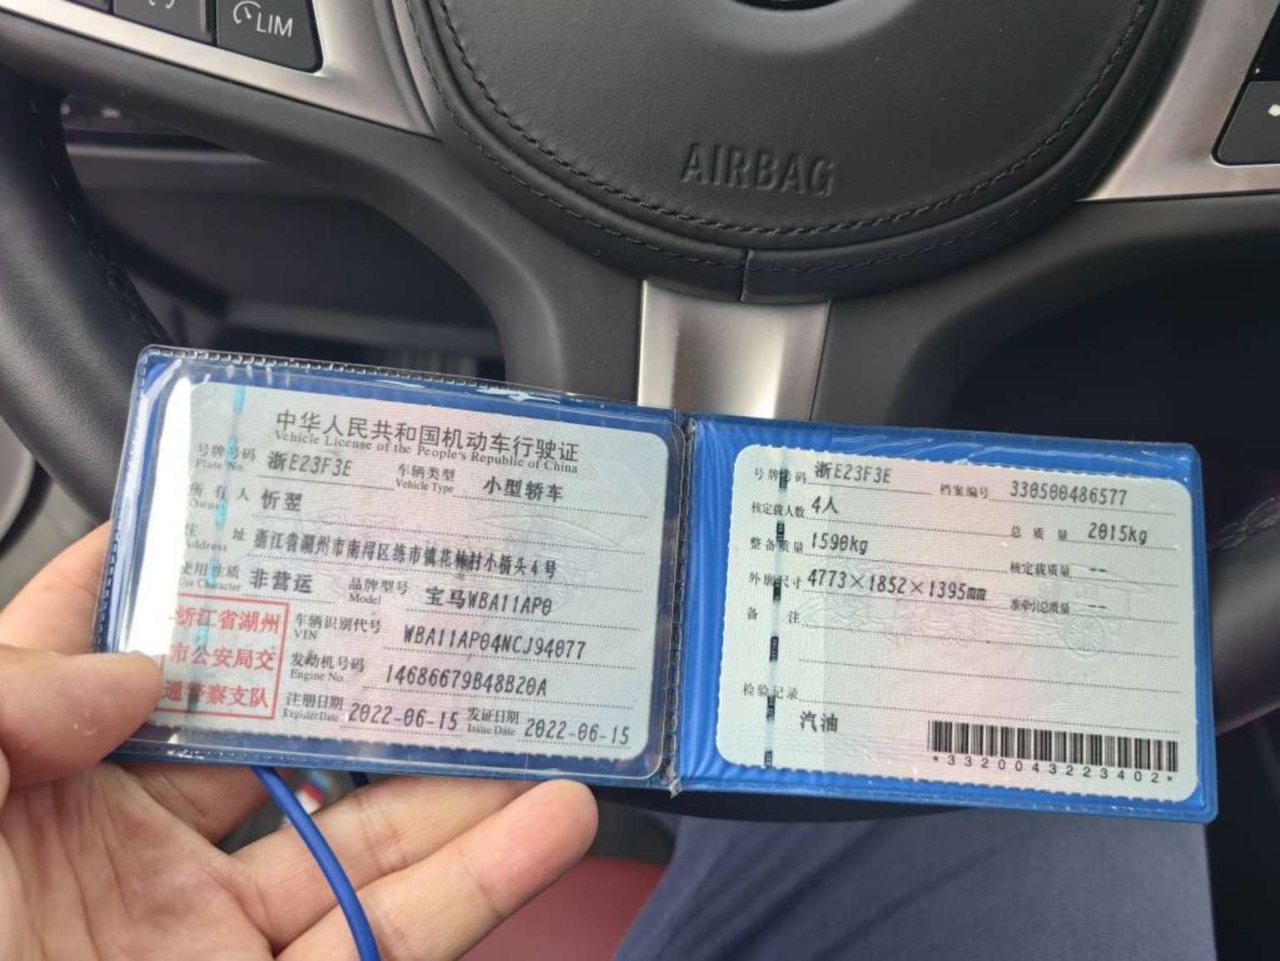 LIM
AIRBAG
中华人民共和国机动车行驶证
Vehicle License of the People's Republic of China
号牌号码 浙E23F3E 车辆类型 小型轿车
Plate No. Vehicle Type
所有人 忻翌
Owner
住址 浙江省湖州市南浔区练市镇花林村小桥头4号
Address
使用性质 非营运 品牌型号 宝马WBA11AP0
Use Character Model
浙江省湖州
市公安局交
通警察支队
车辆识别代号 WBA11AP04NCJ94077
VIN
发动机号码 14686679B48B20A
Engine No.
注册日期 2022-06-15 发证日期 2022-06-15
Register Date Issue Date
号牌号码 浙E23F3E 档案编号 330500486577
核定载人数 4人 总质量 2015kg
整备质量 1590kg 核定载质量 --
外廓尺寸 4773×1852×1395mm 准牵引总质量 --
备注
检验记录
汽油
*3320043223402*